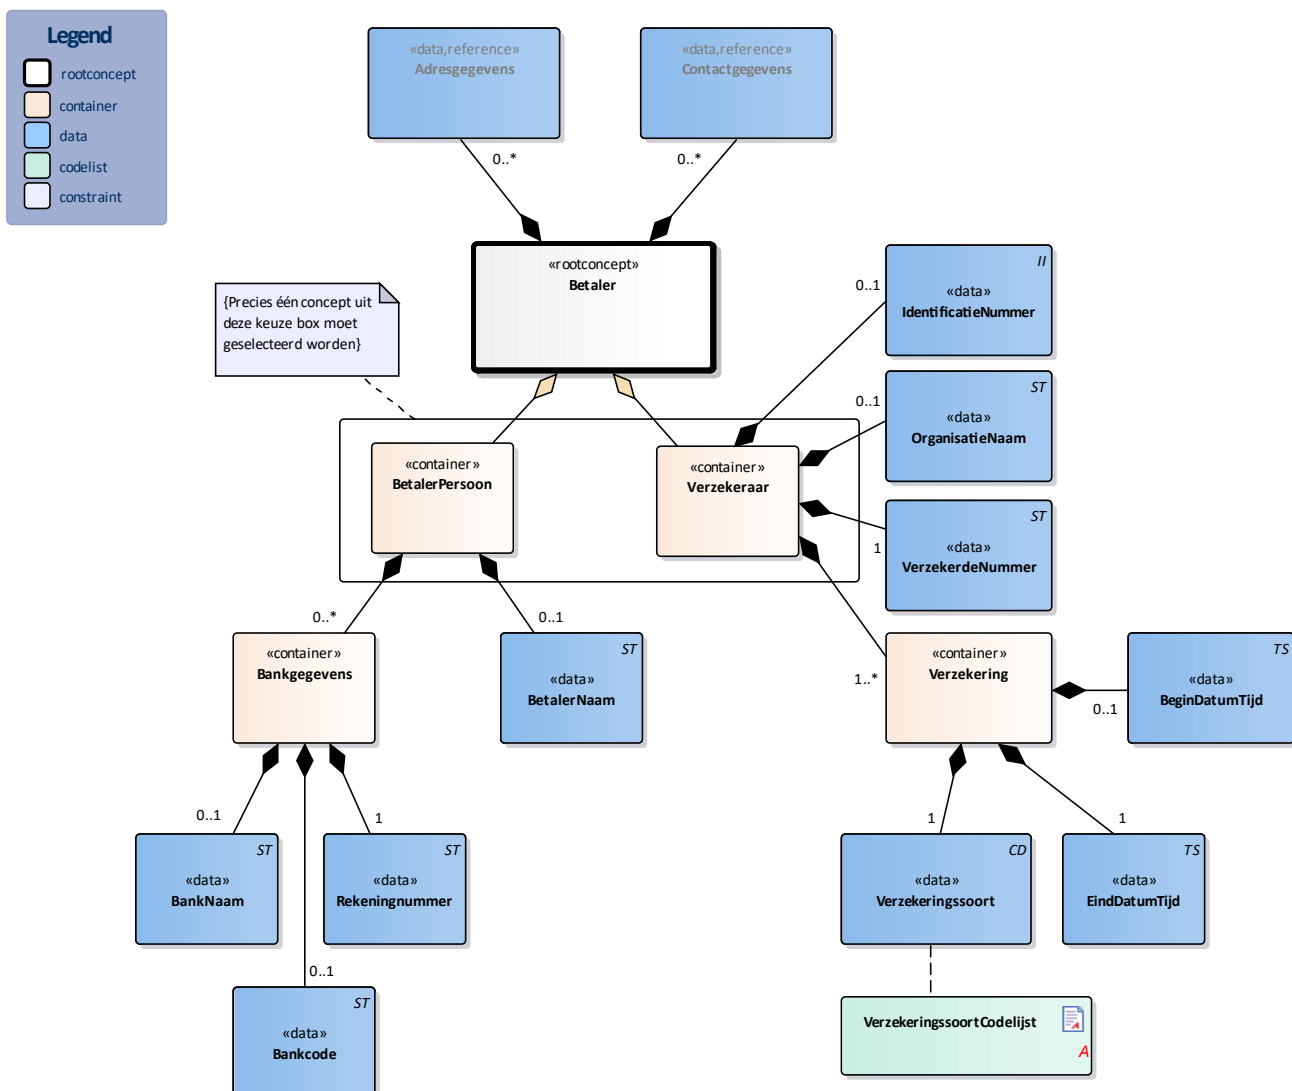 Legend
rootconcept
container
data
codelist
constraint
«data,reference»
Adresgegevens
«data,reference»
Contactgegevens
0..*
0..*
«rootconcept»
Betaler
{Precies één concept uit
deze keuze box moet
geselecteerd worden}
II
«data»
IdentificatieNummer
0..1
ST
«data»
OrganisatieNaam
0..1
«container»
BetalerPersoon
«container»
Verzekeraar
ST
«data»
VerzekerdeNummer
1
0..*
0..1
1..*
«container»
Bankgegevens
ST
«data»
BetalerNaam
«container»
Verzekering
TS
«data»
BeginDatumTijd
0..1
0..1
1
1
1
ST
«data»
BankNaam
ST
«data»
Rekeningnummer
CD
«data»
Verzekeringssoort
TS
«data»
EindDatumTijd
0..1
ST
«data»
Bankcode
VerzekeringssoortCodelijst
A